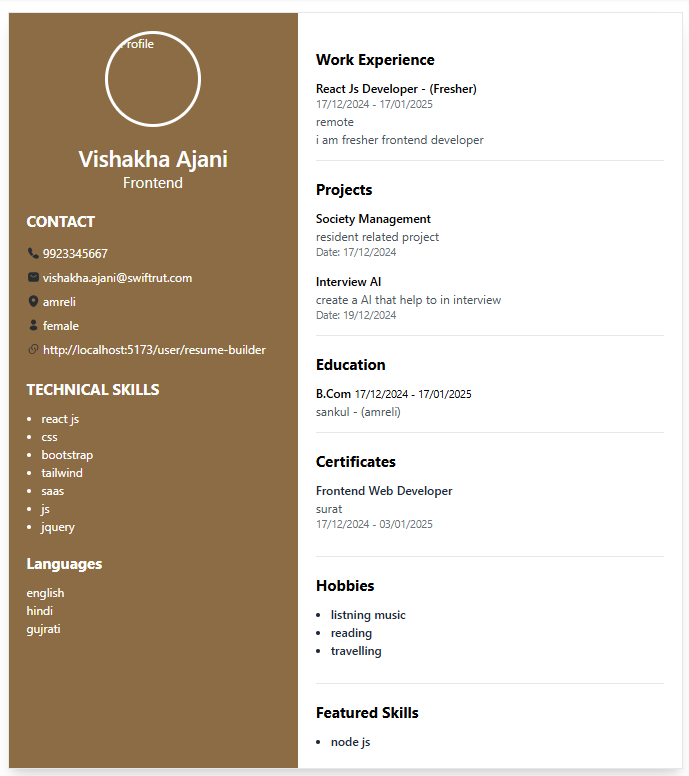 Profile
Vishakha Ajani
Frontend
CONTACT
9923345667
vishakha.ajani@swiftrut.com
amreli
female
http://localhost:5173/user/resume-builder
TECHNICAL SKILLS
react js
css
bootstrap
tailwind
saas
js
jquery
Languages
english
hindi
gujrati
Work Experience
React Js Developer - (Fresher)
17/12/2024 - 17/01/2025
remote
i am fresher frontend developer
Projects
Society Management
resident related project
Date: 17/12/2024
Interview AI
create a AI that help to in interview
Date: 19/12/2024
Education
B.Com 17/12/2024 - 17/01/2025
sankul - (amreli)
Certificates
Frontend Web Developer
surat
17/12/2024 - 03/01/2025
Hobbies
listning music
reading
travelling
Featured Skills
node js